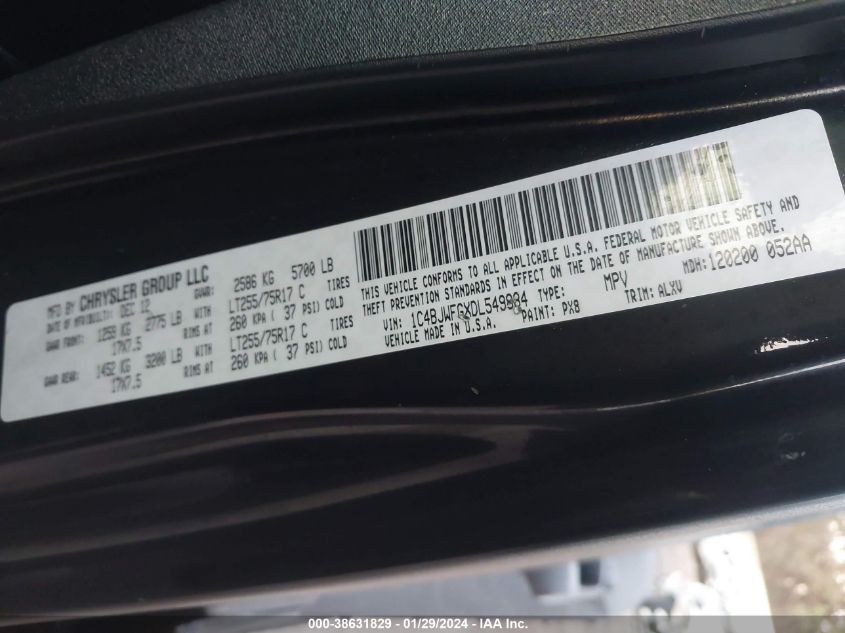 MFD BY CHRYSLER GROUP LLC
DATE OF MFR(BUILT): DEC 12 GVWR: 2586 KG 5700 LB
GAWR FRONT: 1259 KG 2775 LB WITH LT255/75R17 C TIRES
17X7.5 RIMS AT 260 KPA ( 37 PSI) COLD
GAWR REAR: 1452 KG 3200 LB WITH LT255/75R17 C TIRES
17X7.5 RIMS AT 260 KPA ( 37 PSI) COLD
THIS VEHICLE CONFORMS TO ALL APPLICABLE U.S.A. FEDERAL MOTOR VEHICLE SAFETY AND
THEFT PREVENTION STANDARDS IN EFFECT ON THE DATE OF MANUFACTURE SHOWN ABOVE.
VIN: 1C4BJWFGXDL549834 TYPE: MPV MDH: 120200 052AA
VEHICLE MADE IN U.S.A. PAINT: PX8 TRIM: ALXV
000-38631829 - 01/29/2024 - IAA Inc.